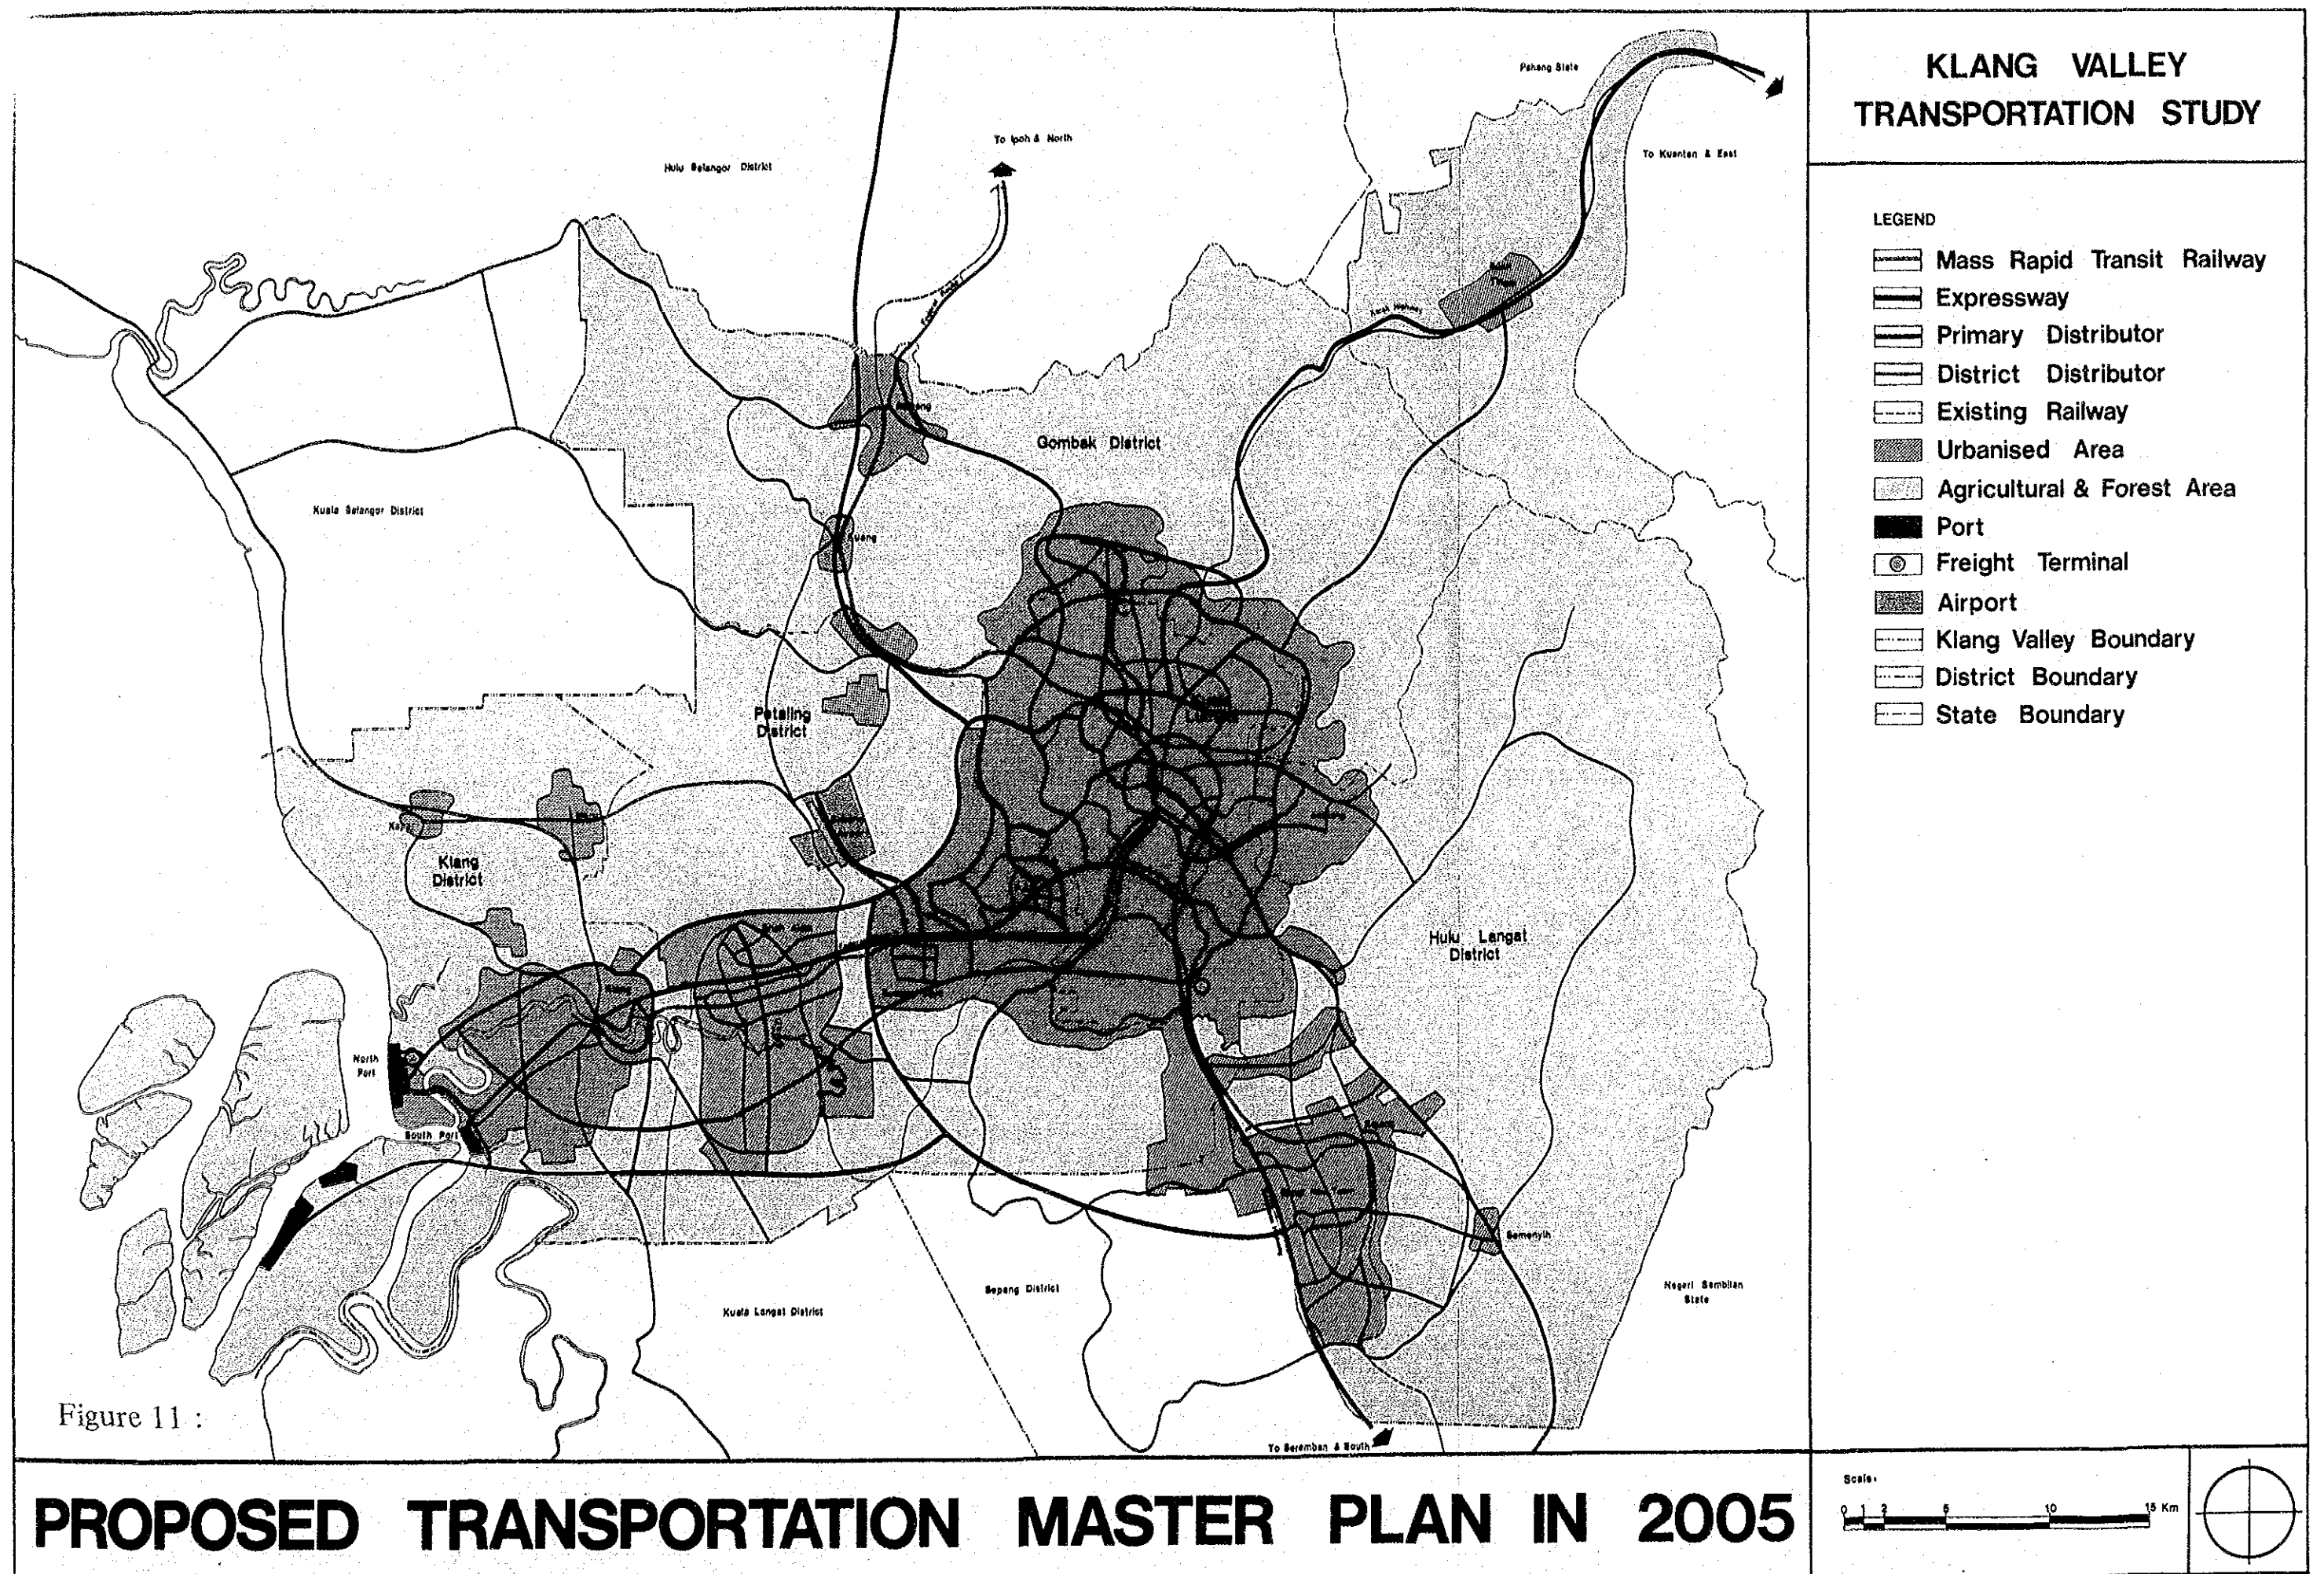 KLANG VALLEY
TRANSPORTATION STUDY
LEGEND
Mass Rapid Transit Railway
Expressway
Primary Distributor
District Distributor
Existing Railway
Urbanised Area
Agricultural & Forest Area
Port
Freight Terminal
Airport
Klang Valley Boundary
District Boundary
State Boundary
Pahang State
To Ipoh & North
To Kuantan & East
Hulu Selangor District
Karak Highway
Gombak District
Kuala Selangor District
Petaling
District
Klang
District
Hulu Langat
District
North
Port
South Port
Semenyih
Sepang District
Negeri Sembilan
State
Kuala Langat District
Figure 11 :
To Seremban & South
Scale:
0 1 2 5 10 15 Km
PROPOSED TRANSPORTATION MASTER PLAN IN 2005